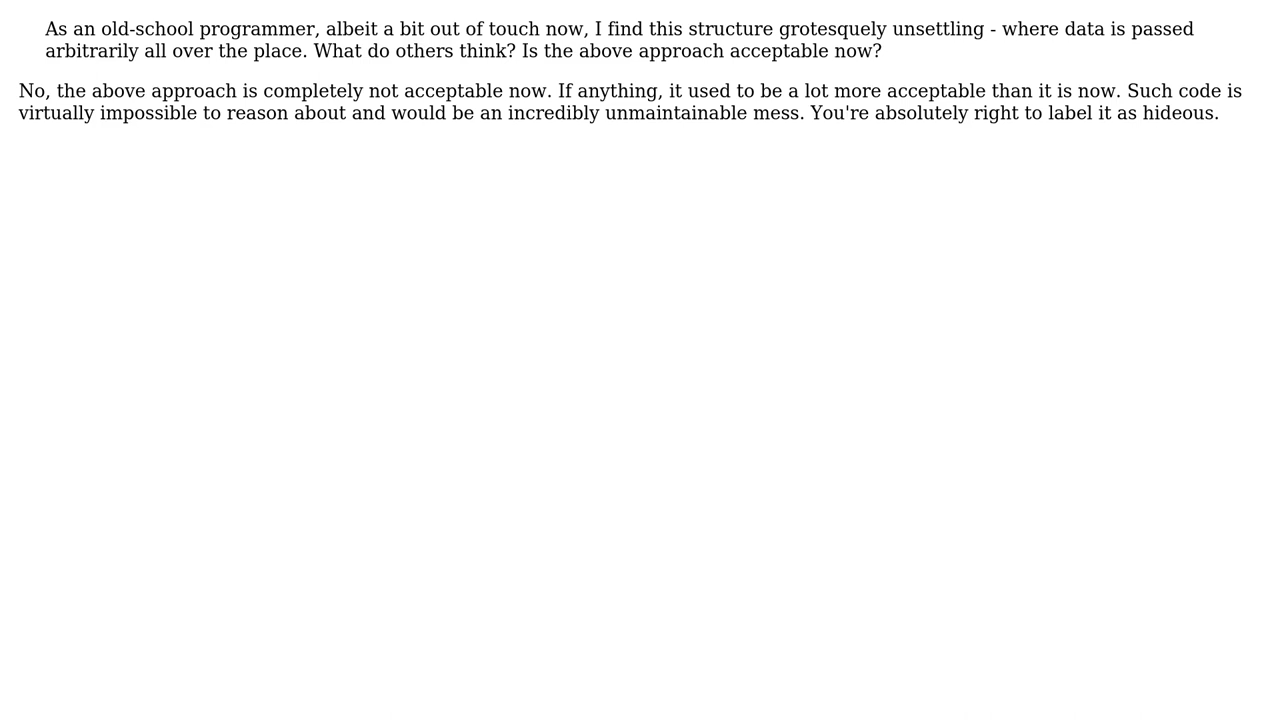 As an old-school programmer, albeit a bit out of touch now, I find this structure grotesquely unsettling - where data is passed
arbitrarily all over the place. What do others think? Is the above approach acceptable now?
No, the above approach is completely not acceptable now. If anything, it used to be a lot more acceptable than it is now. Such code is
virtually impossible to reason about and would be an incredibly unmaintainable mess. You're absolutely right to label it as hideous.